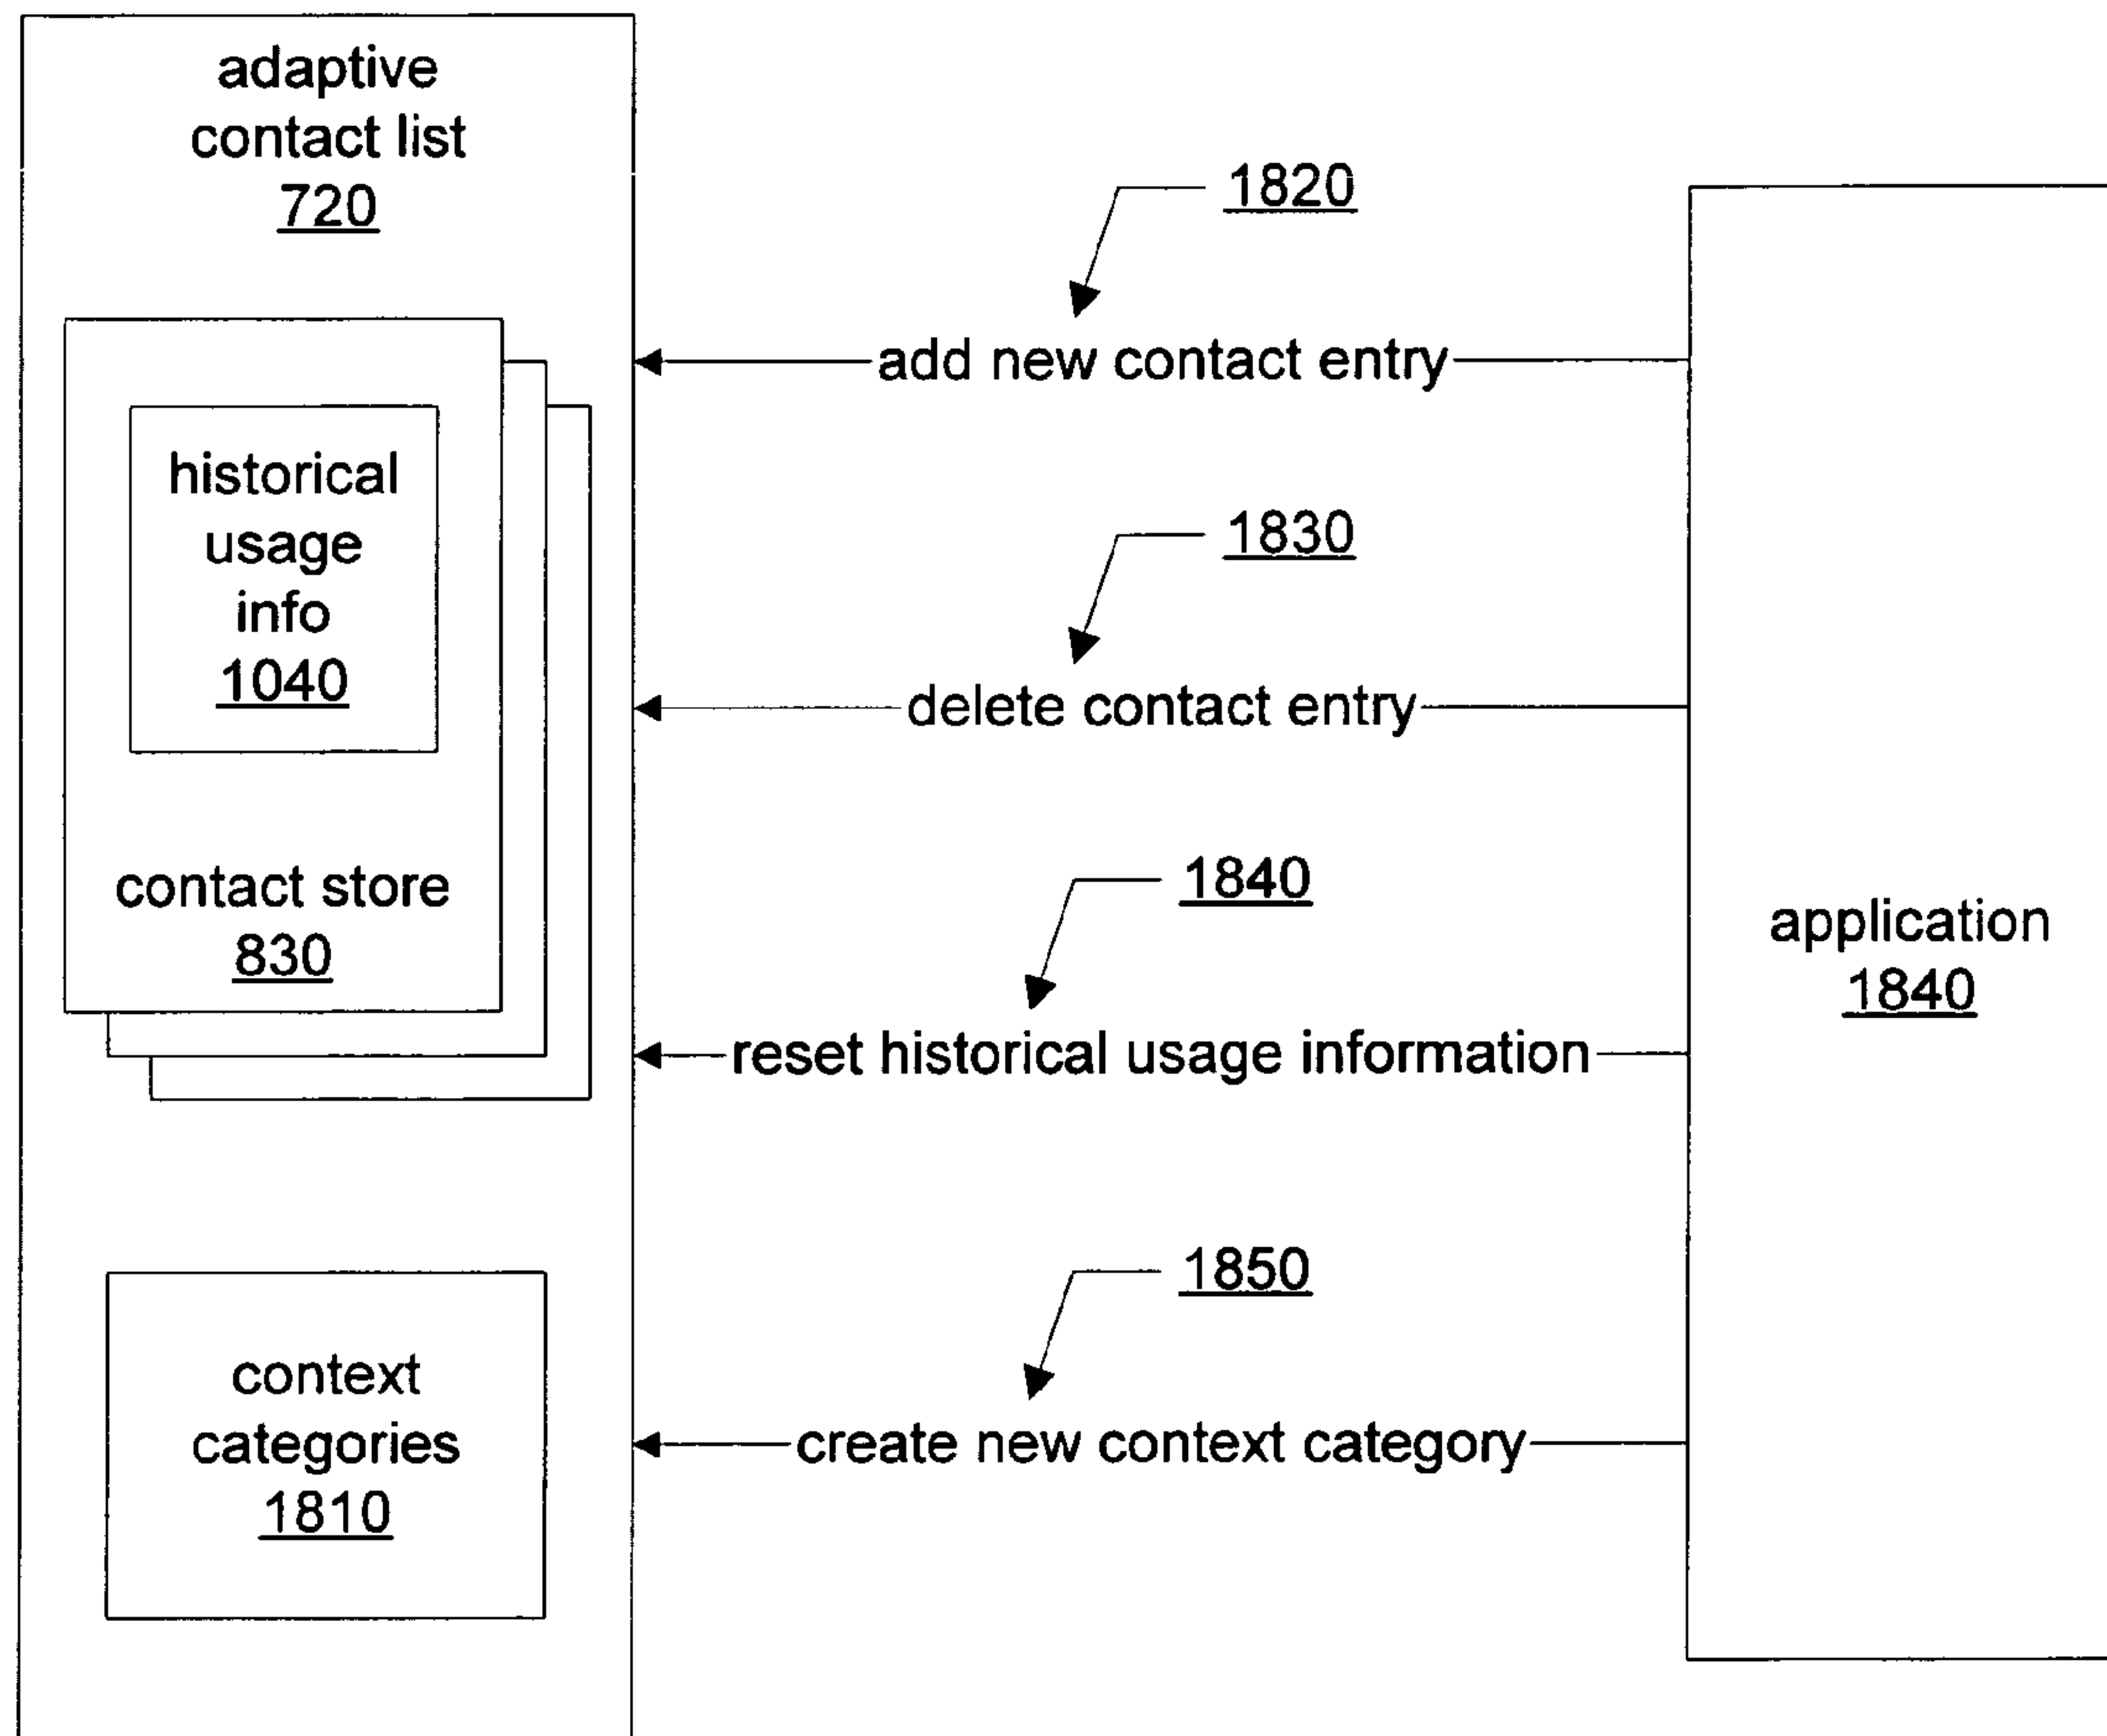 adaptive
contact list
720
historical
usage
info
1040
contact store
830
context
categories
1810
1820
add new contact entry
1830
delete contact entry
1840
reset historical usage information
1850
create new context category
application
1840